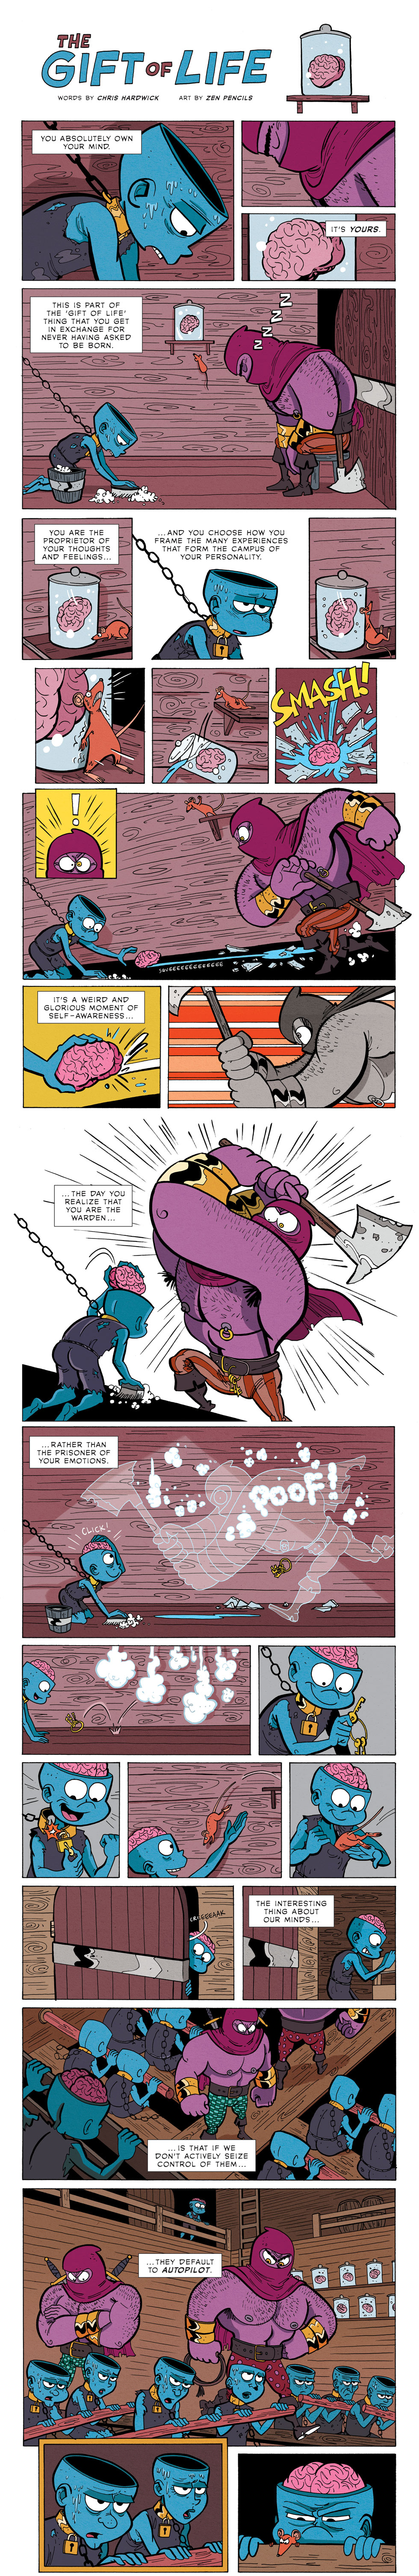 THE
GIFT OF LIFE
WORDS BY CHRIS HARDWICK ART BY ZEN PENCILS
YOU ABSOLUTELY OWN
YOUR MIND.
IT'S YOURS.
THIS IS PART OF
THE 'GIFT OF LIFE'
THING THAT YOU GET
IN EXCHANGE FOR
NEVER HAVING ASKED
TO BE BORN.
Z
Z
Z
Z
YOU ARE THE
PROPRIETOR OF
YOUR THOUGHTS
AND FEELINGS...
...AND YOU CHOOSE HOW YOU
FRAME THE MANY EXPERIENCES
THAT FORM THE CAMPUS OF
YOUR PERSONALITY.
SMASH!
!
IT'S A WEIRD AND
GLORIOUS MOMENT OF
SELF-AWARENESS...
...THE DAY YOU
REALIZE THAT
YOU ARE THE
WARDEN...
...RATHER THAN
THE PRISONER OF
YOUR EMOTIONS.
POOF!
CLICK!
THE INTERESTING
THING ABOUT
OUR MINDS...
...IS THAT IF WE
DON'T ACTIVELY SEIZE
CONTROL OF THEM...
...THEY DEFAULT
TO AUTOPILOT.